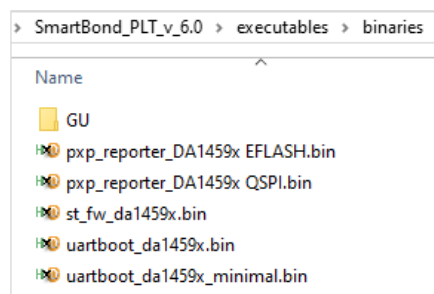 > SmartBond_PLT_v_6.0 > executables > binaries
Name
GU
pxp_reporter_DA1459x EFLASH.bin
pxp_reporter_DA1459x QSPI.bin
st_fw_da1459x.bin
uartboot_da1459x.bin
uartboot_da1459x_minimal.bin